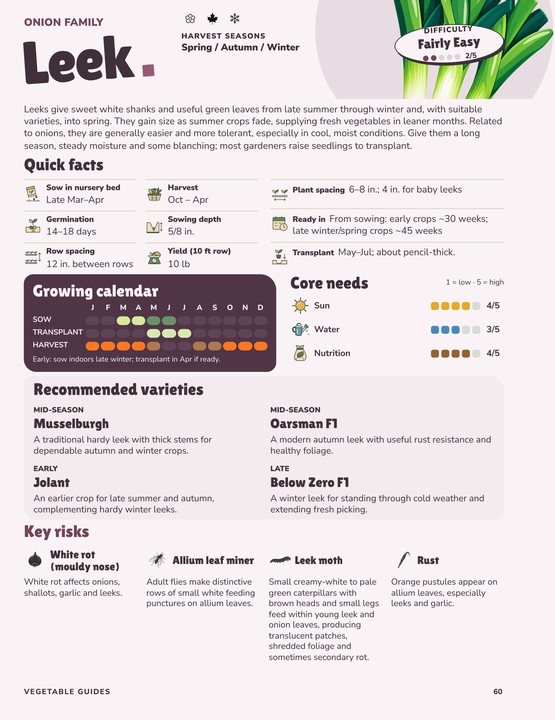 ONION FAMILY
Leek.
HARVEST SEASONS
Spring / Autumn / Winter
DIFFICULTY
Fairly Easy
2/5
Leeks give sweet white shanks and useful green leaves from late summer through winter and, with suitable
varieties, into spring. They gain size as summer crops fade, supplying fresh vegetables in leaner months. Related
to onions, they are generally easier and more tolerant, especially in cool, moist conditions. Give them a long
season, steady moisture and some blanching; most gardeners raise seedlings to transplant.
Quick facts
Sow in nursery bed
Late Mar–Apr
Harvest
Oct – Apr
Plant spacing 6–8 in.; 4 in. for baby leeks
Germination
14–18 days
Sowing depth
5/8 in.
Ready in From sowing: early crops ~30 weeks;
late winter/spring crops ~45 weeks
Row spacing
12 in. between rows
Yield (10 ft row)
10 lb
Transplant May–Jul; about pencil-thick.
Growing calendar
J F M A M J J A S O N D
SOW
TRANSPLANT
HARVEST
Early: sow indoors late winter; transplant in Apr if ready.
Core needs
1 = low · 5 = high
Sun 4/5
Water 3/5
Nutrition 4/5
Recommended varieties
MID-SEASON
Musselburgh
A traditional hardy leek with thick stems for
dependable autumn and winter crops.
MID-SEASON
Oarsman F1
A modern autumn leek with useful rust resistance and
healthy foliage.
EARLY
Jolant
An earlier crop for late summer and autumn,
complementing hardy winter leeks.
LATE
Below Zero F1
A winter leek for standing through cold weather and
extending fresh picking.
Key risks
White rot
(mouldy nose)
White rot affects onions,
shallots, garlic and leeks.
Allium leaf miner
Adult flies make distinctive
rows of small white feeding
punctures on allium leaves.
Leek moth
Small creamy-white to pale
green caterpillars with
brown heads and small legs
feed within young leek and
onion leaves, producing
translucent patches,
shredded foliage and
sometimes secondary rot.
Rust
Orange pustules appear on
allium leaves, especially
leeks and garlic.
VEGETABLE GUIDES
60